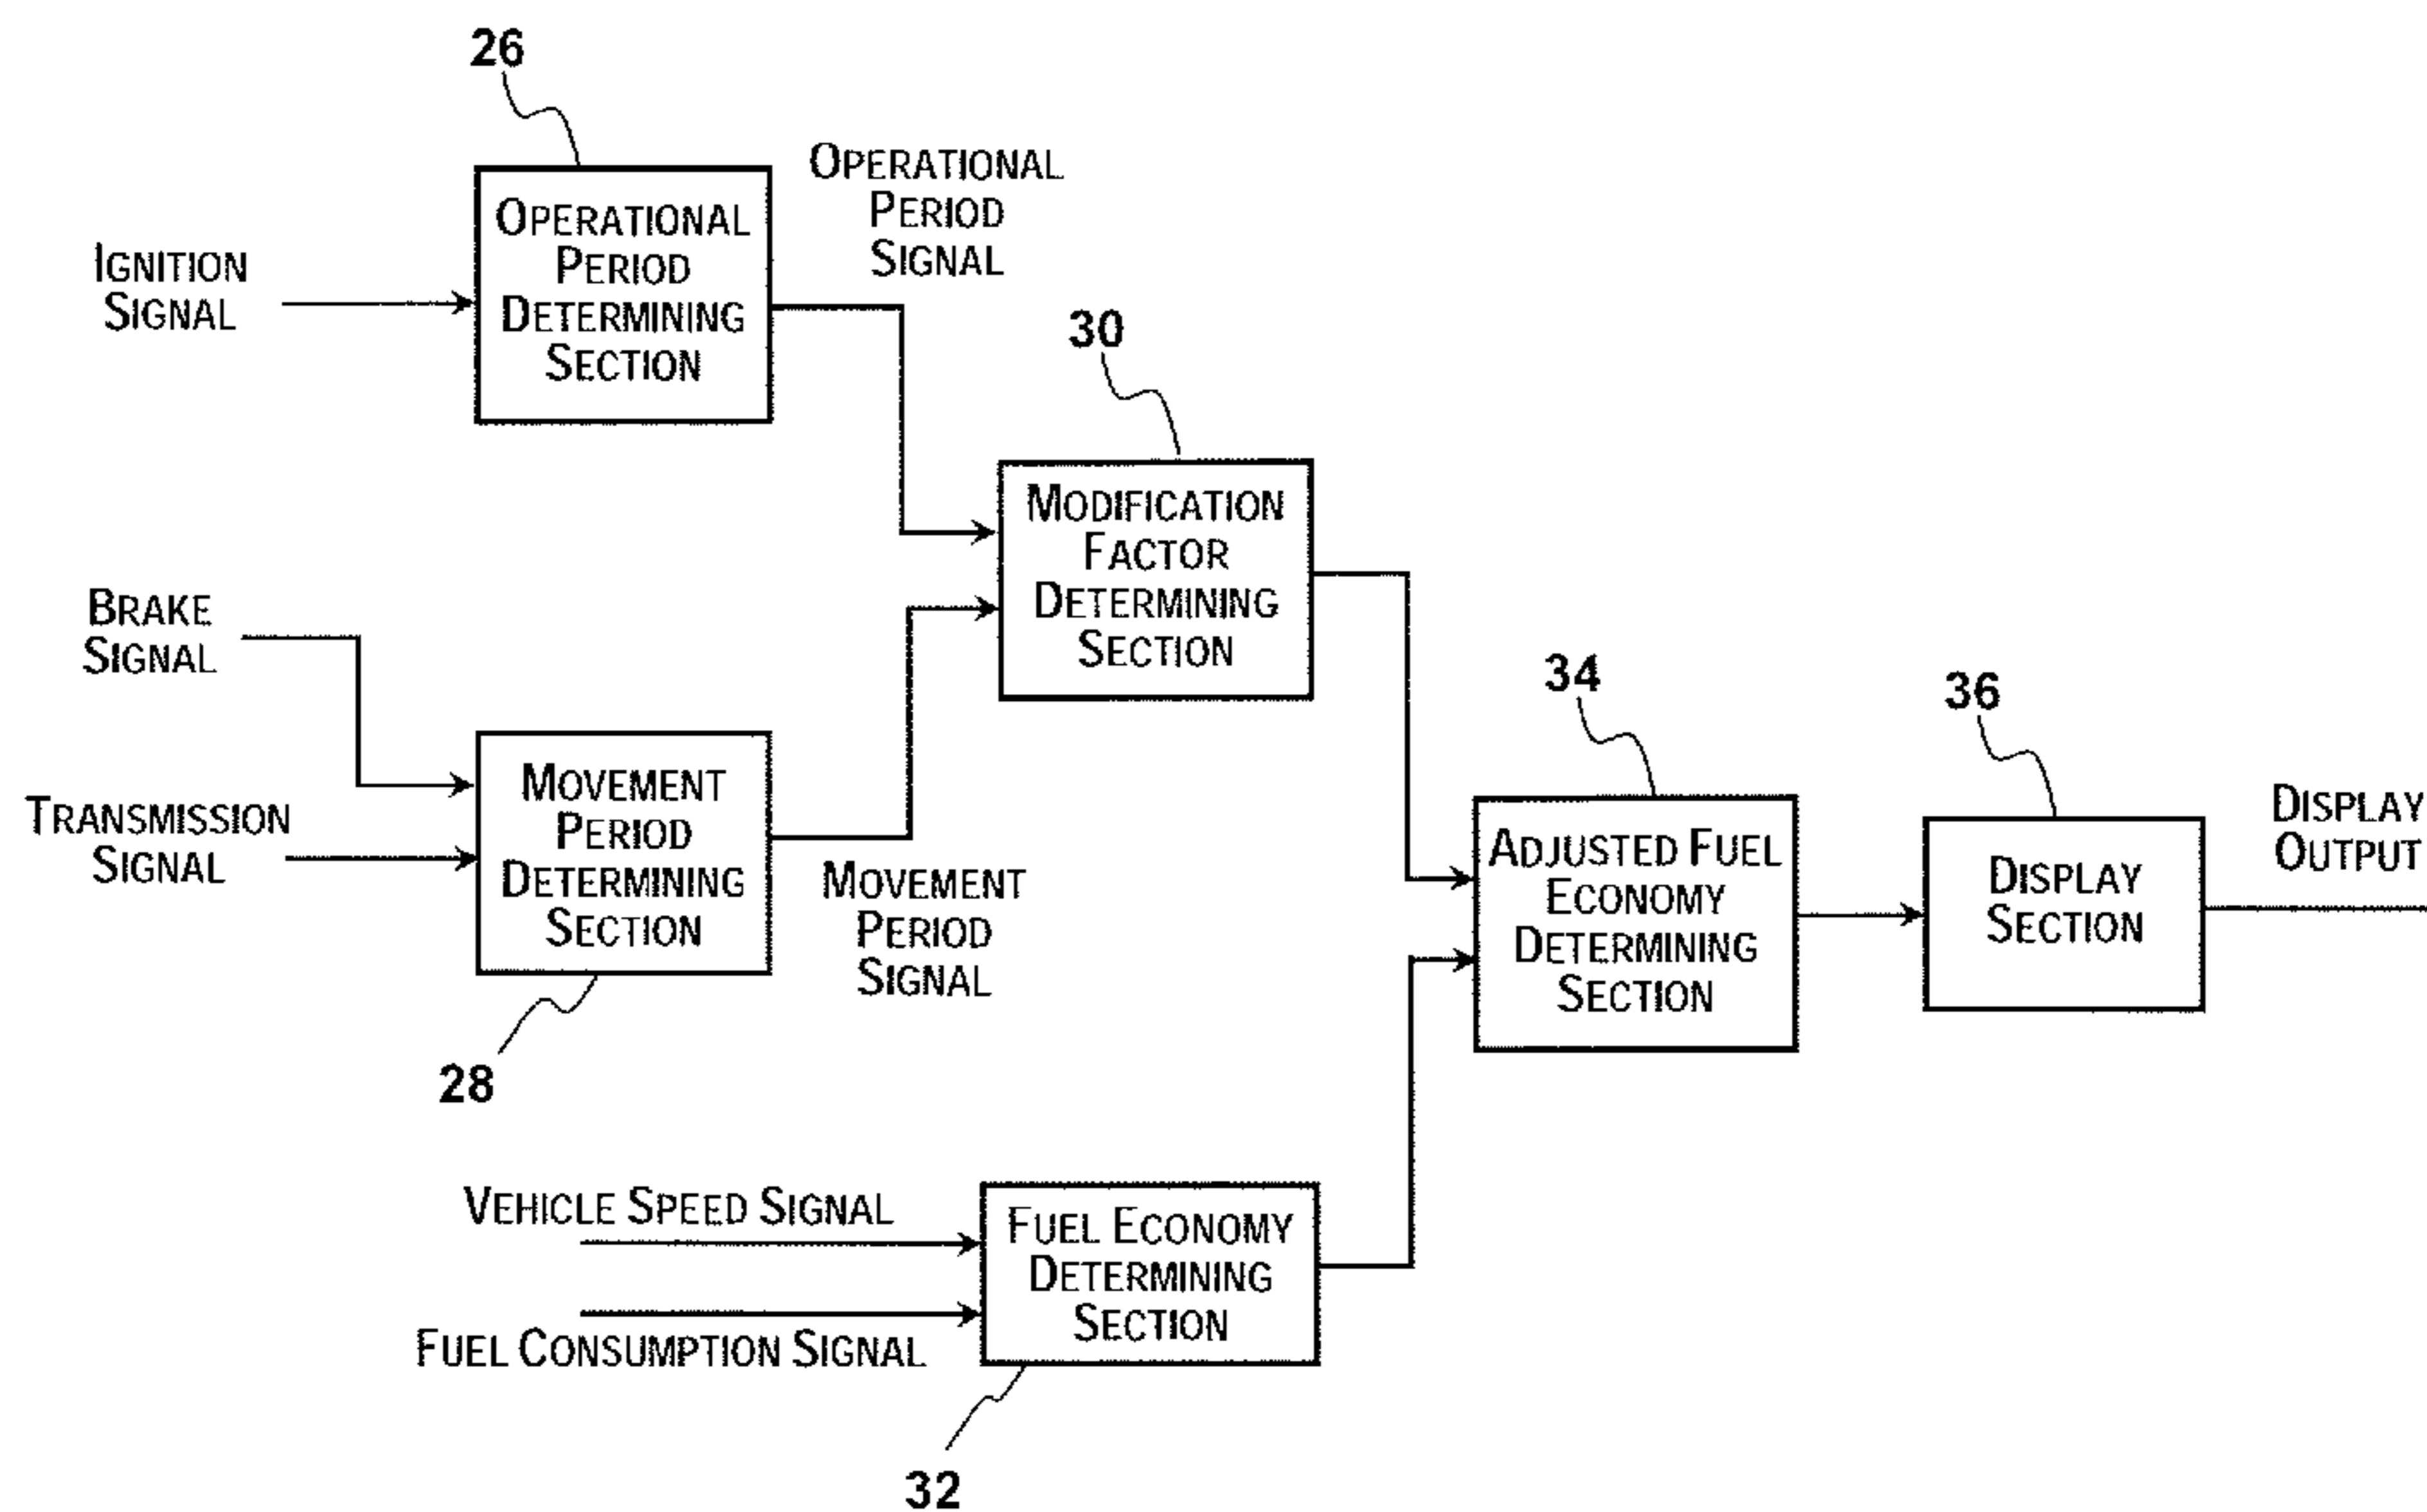 26
OPERATIONAL
PERIOD
DETERMINING
SECTION
OPERATIONAL
PERIOD
SIGNAL
IGNITION
SIGNAL
30
MODIFICATION
FACTOR
DETERMINING
SECTION
BRAKE
SIGNAL
TRANSMISSION
SIGNAL
MOVEMENT
PERIOD
DETERMINING
SECTION
MOVEMENT
PERIOD
SIGNAL
28
34
ADJUSTED FUEL
ECONOMY
DETERMINING
SECTION
36
DISPLAY
SECTION
DISPLAY
OUTPUT
VEHICLE SPEED SIGNAL
FUEL CONSUMPTION SIGNAL
FUEL ECONOMY
DETERMINING
SECTION
32